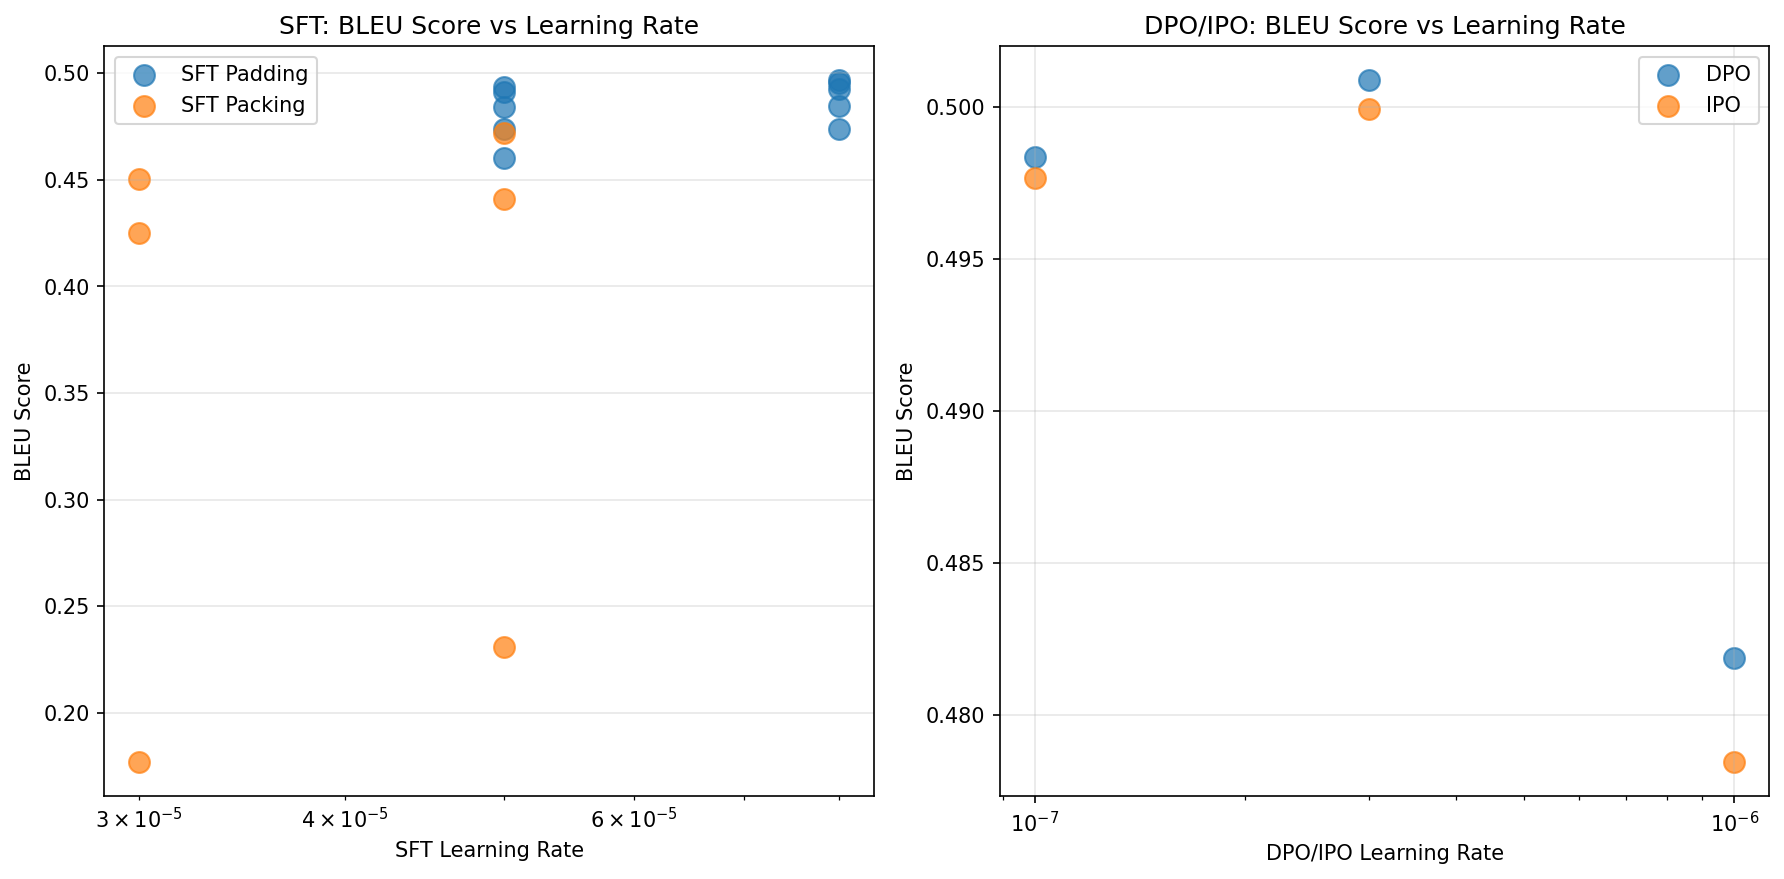 SFT: BLEU Score vs Learning Rate
SFT Padding
SFT Packing
0.50
0.45
0.40
0.35
0.30
0.25
0.20
BLEU Score
3 × 10⁻⁵
4 × 10⁻⁵
6 × 10⁻⁵
SFT Learning Rate
DPO/IPO: BLEU Score vs Learning Rate
DPO
IPO
0.500
0.495
0.490
0.485
0.480
BLEU Score
10⁻⁷
10⁻⁶
DPO/IPO Learning Rate